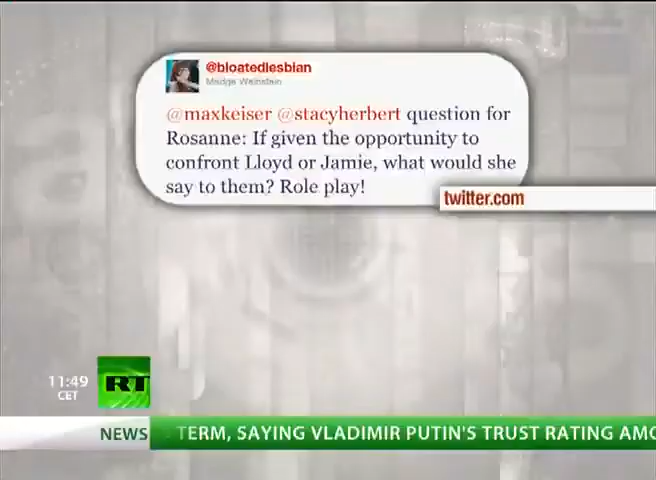 @bloatedlesbian
Madge Weinstein
@maxkeiser @stacyherbert question for
Rosanne: If given the opportunity to
confront Lloyd or Jamie, what would she
say to them? Role play!
twitter.com
11:49
CET
RT
NEWS TERM, SAYING VLADIMIR PUTIN'S TRUST RATING AMO